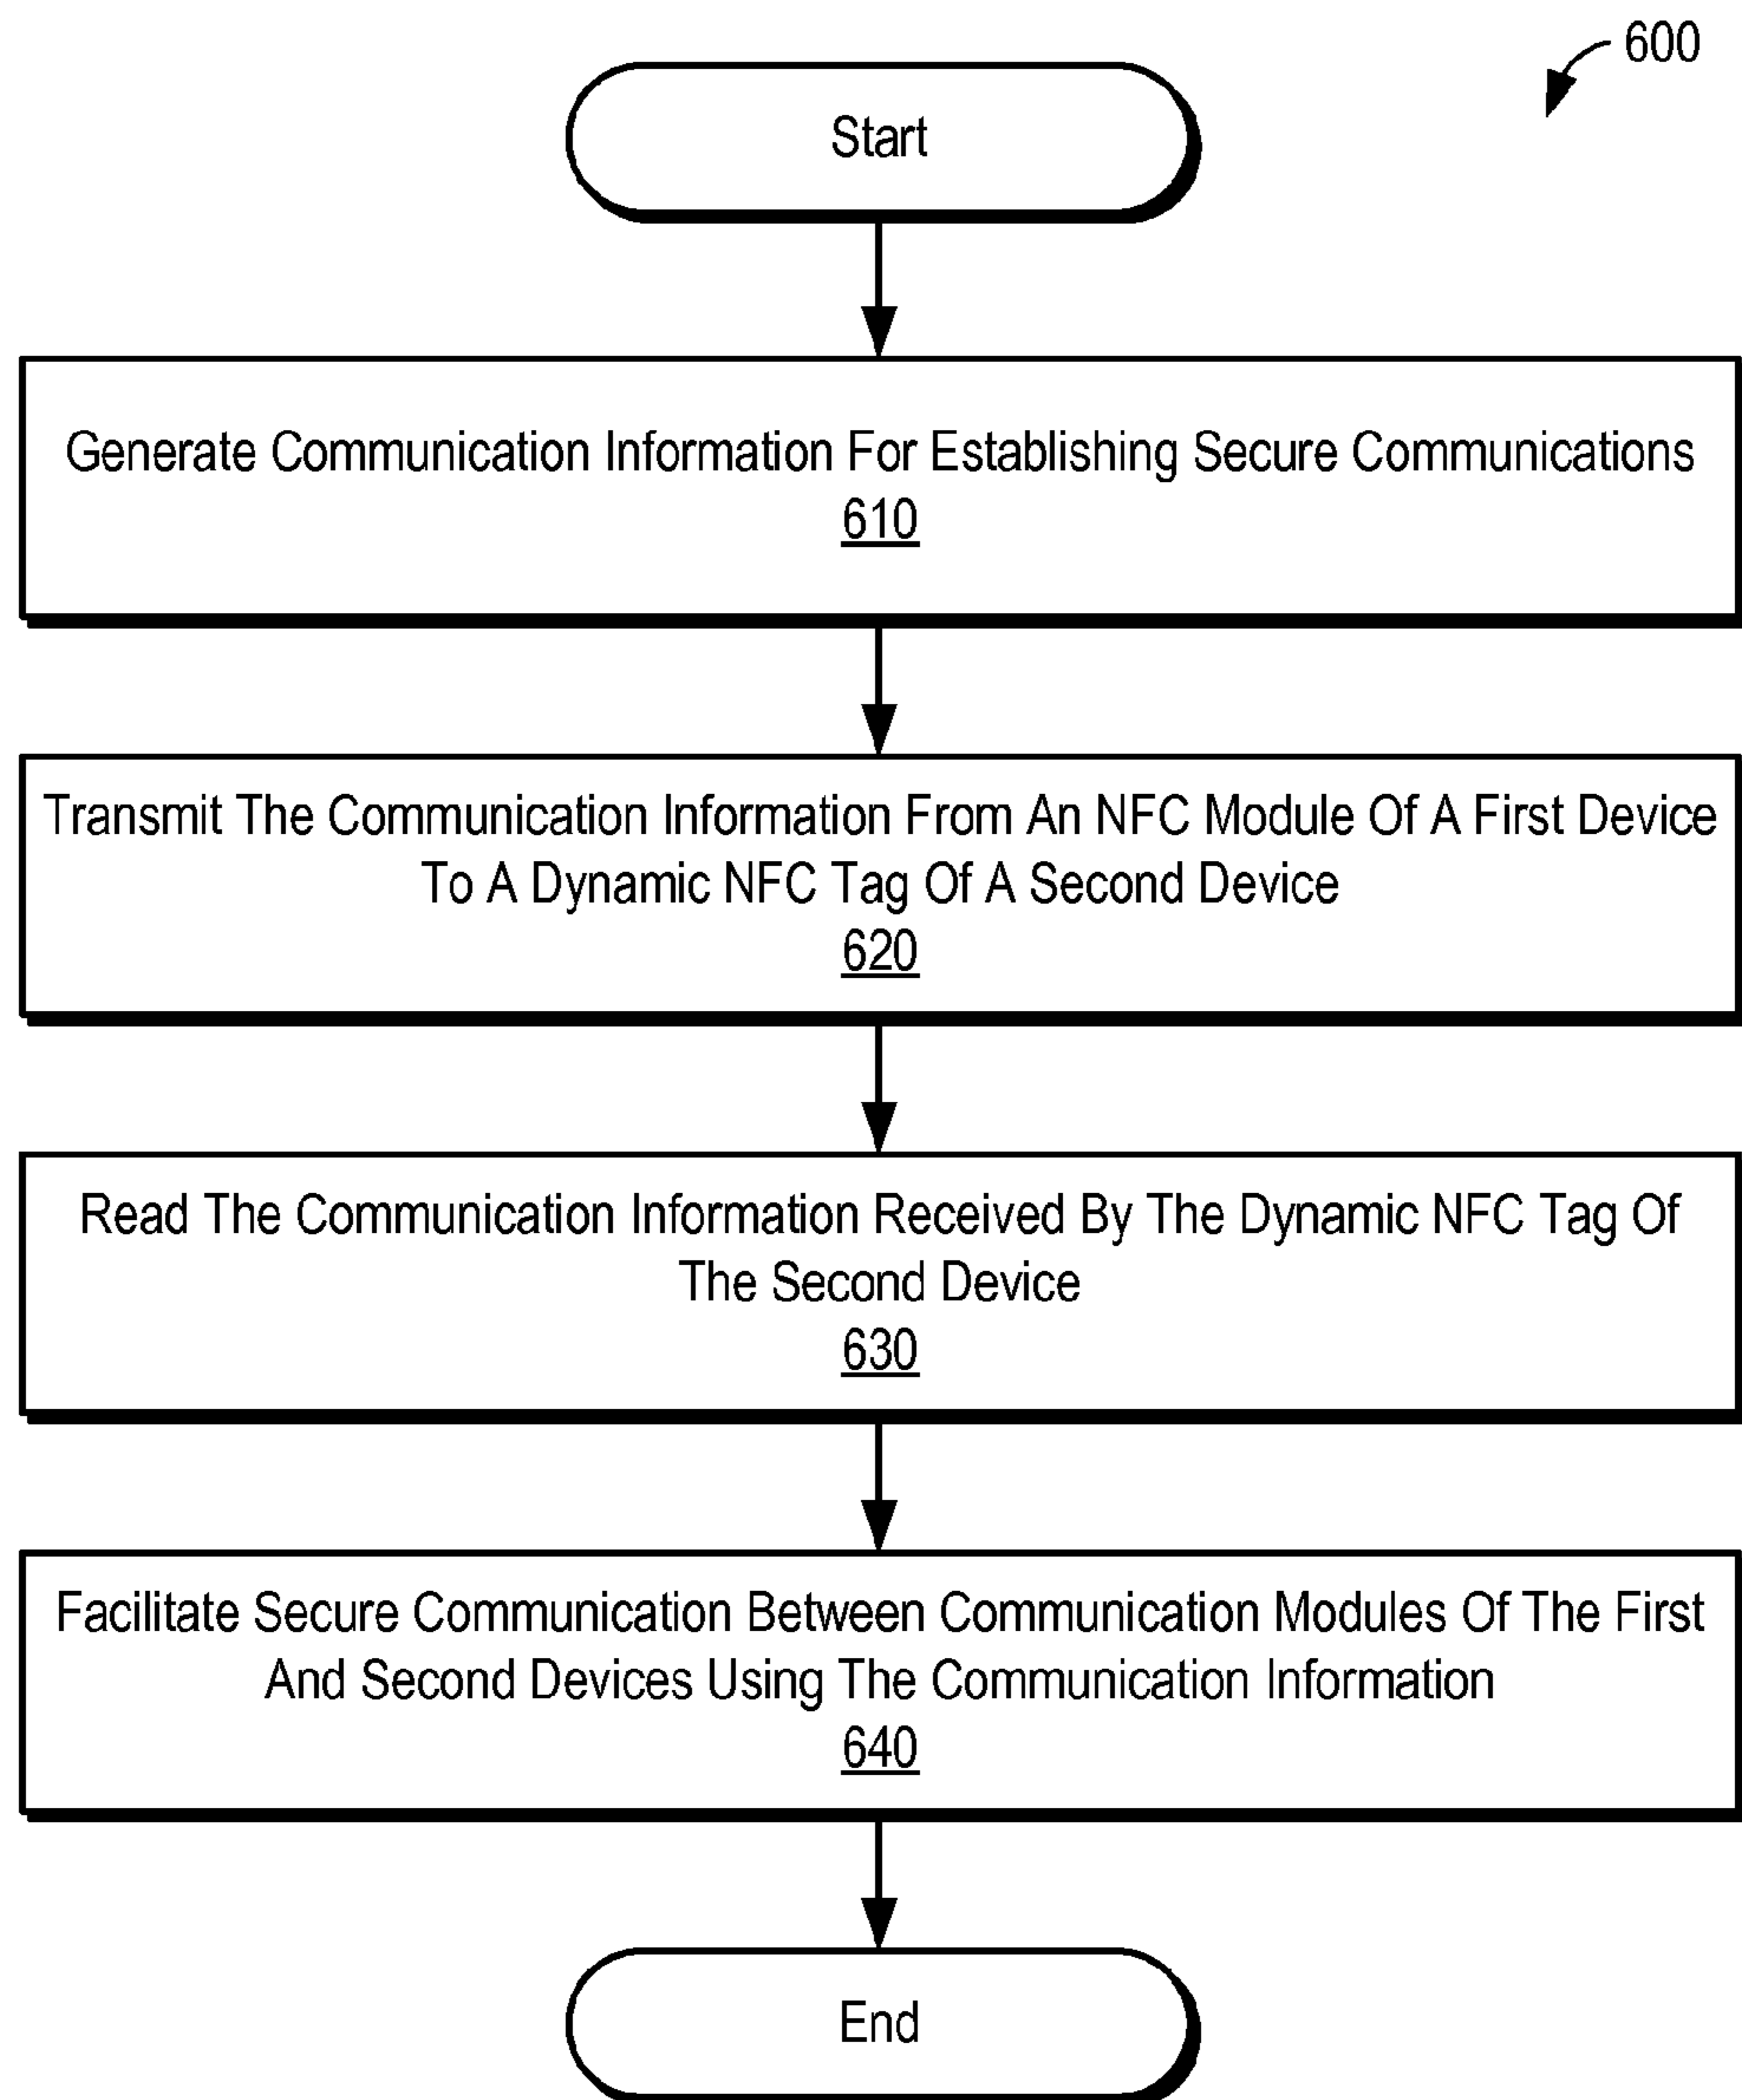 600
Start
Generate Communication Information For Establishing Secure Communications
610
Transmit The Communication Information From An NFC Module Of A First Device
To A Dynamic NFC Tag Of A Second Device
620
Read The Communication Information Received By The Dynamic NFC Tag Of
The Second Device
630
Facilitate Secure Communication Between Communication Modules Of The First
And Second Devices Using The Communication Information
640
End